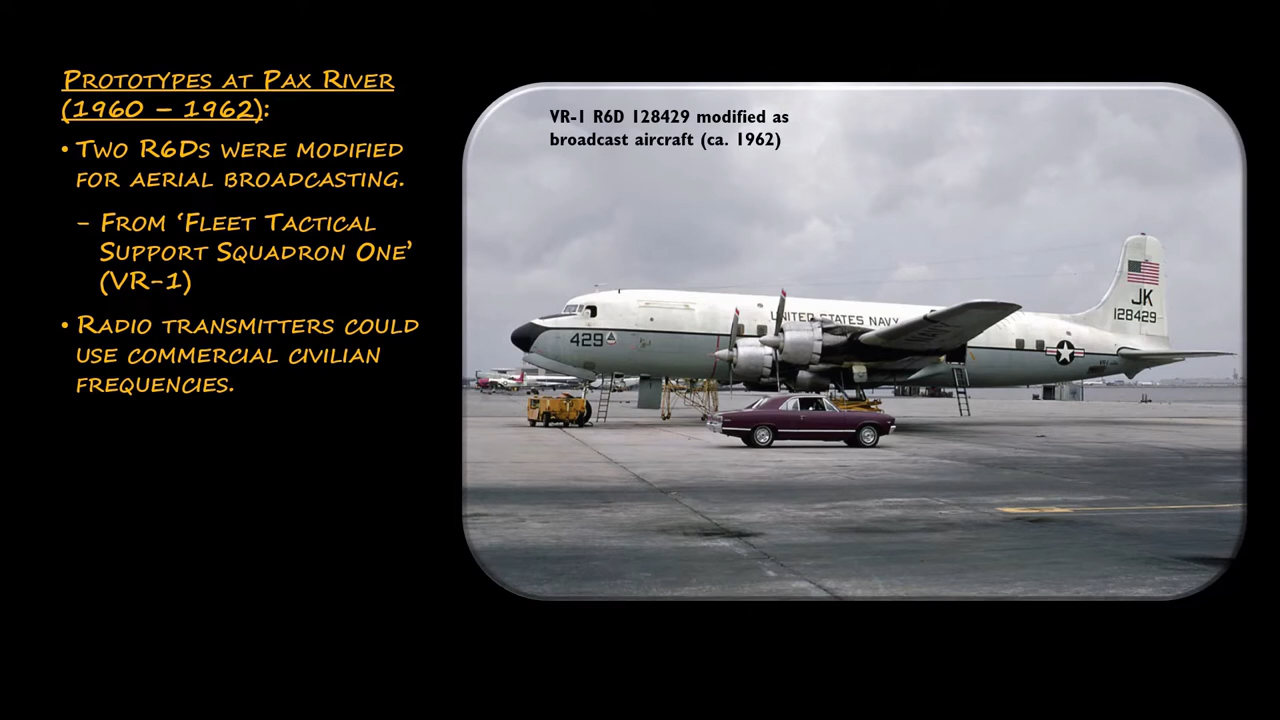 Prototypes at Pax River
(1960 – 1962):
• Two R6Ds were modified
for aerial broadcasting.
– From ‘Fleet Tactical
Support Squadron One’
(VR-1)
• Radio transmitters could
use commercial civilian
frequencies.
VR-1 R6D 128429 modified as
broadcast aircraft (ca. 1962)
JK
128429
UNITED STATES NAVY
NAVY
429